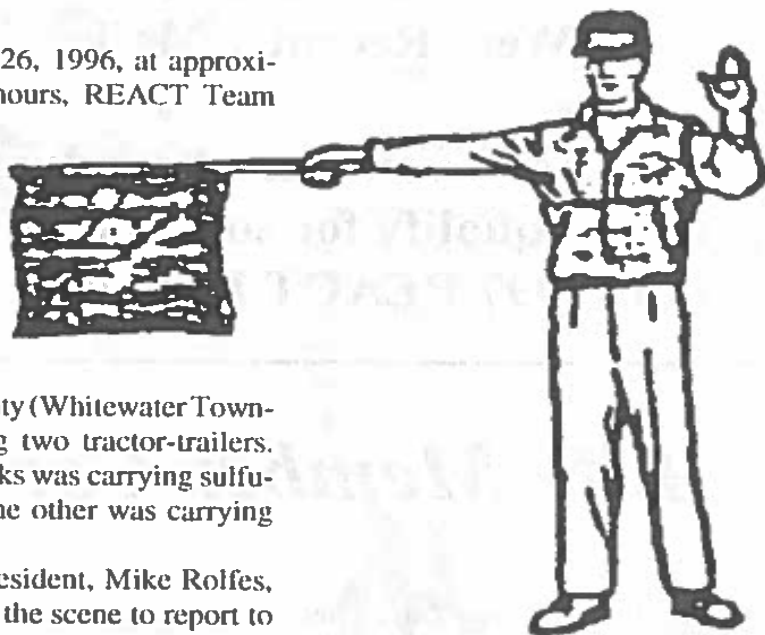 26, 1996, at approxi-
hours, REACT Team
ty (Whitewater Town-
g two tractor-trailers.
ks was carrying sulfu-
ne other was carrying
esident, Mike Rolfes,
the scene to report to